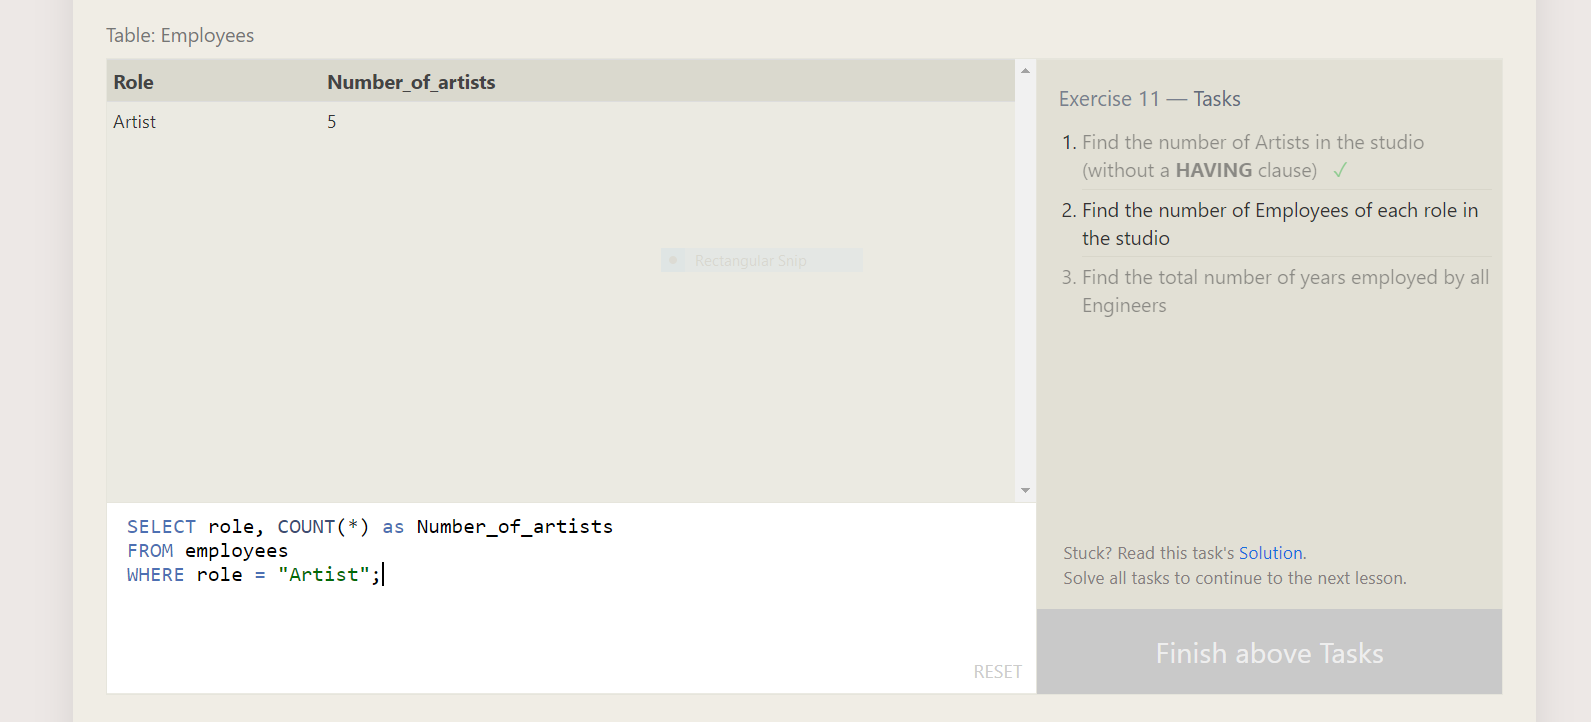 Table: Employees
Role Number_of_artists
Artist 5
Rectangular Snip
SELECT role, COUNT(*) as Number_of_artists
FROM employees
WHERE role = "Artist";
RESET
Exercise 11 — Tasks
1. Find the number of Artists in the studio
(without a HAVING clause) ✓
2. Find the number of Employees of each role in
the studio
3. Find the total number of years employed by all
Engineers
Stuck? Read this task's Solution.
Solve all tasks to continue to the next lesson.
Finish above Tasks